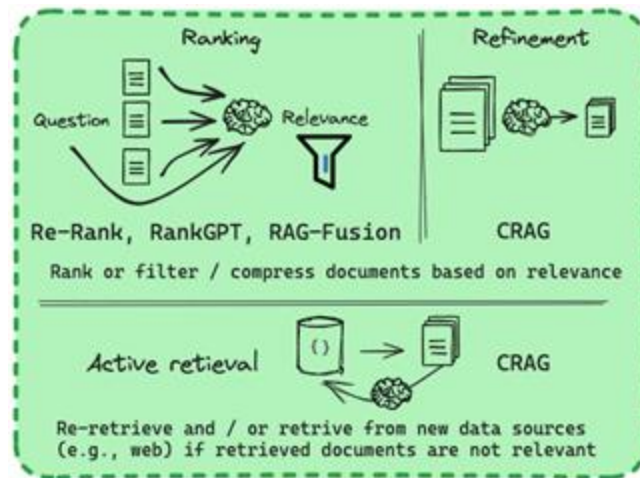 Ranking
Refinement
Question
Relevance
Re-Rank, RankGPT, RAG-Fusion
CRAG
Rank or filter / compress documents based on relevance
{}
Active retieval
CRAG
Re-retrieve and / or retrive from new data sources
(e.g., web) if retrieved documents are not relevant